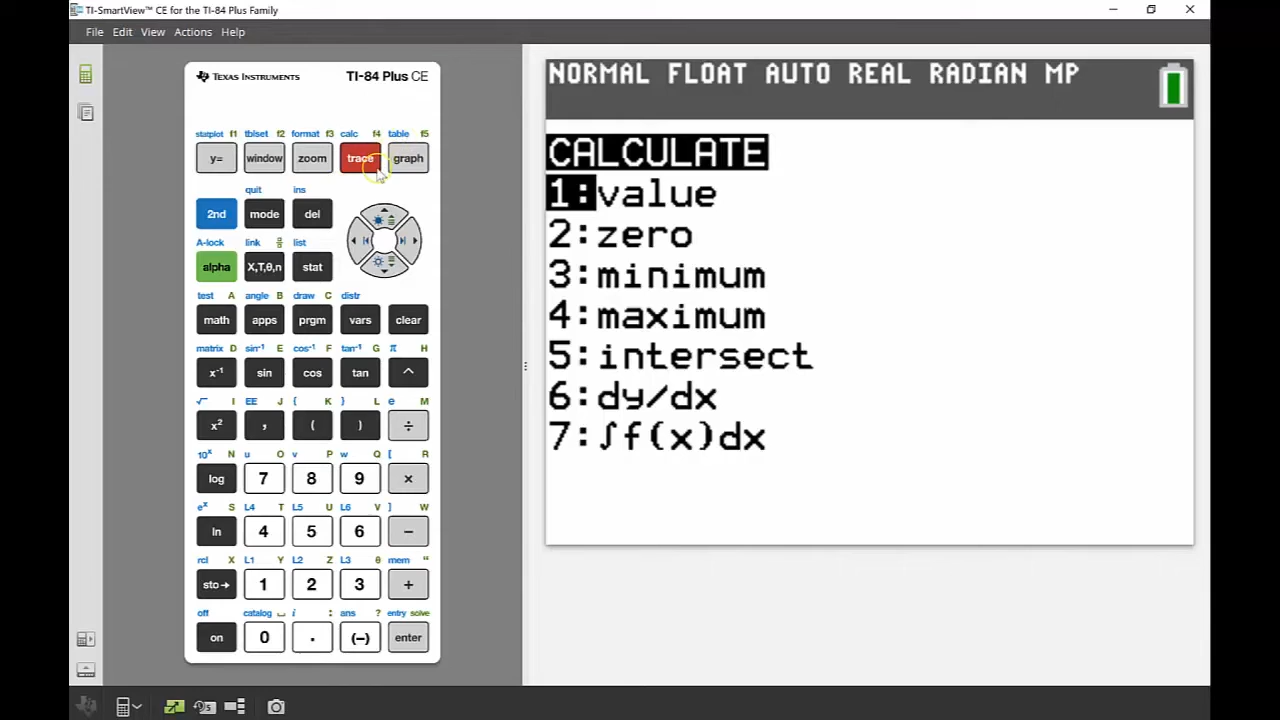 TI-SmartView™ CE for the TI-84 Plus Family
File Edit View Actions Help
TEXAS INSTRUMENTS TI-84 Plus CE
statplot f1 tblset f2 format f3 calc f4 table f5
y= window zoom trace graph
quit ins
2nd mode del
A-lock link list
alpha X,T,θ,n stat
test A angle B draw C distr
math apps prgm vars clear
matrix D sin⁻¹ E cos⁻¹ F tan⁻¹ G π H
x⁻¹ sin cos tan ^
√ I EE J { K } L e M
x² , ( ) ÷
10ˣ N u O v P w Q [ R
log 7 8 9 ×
eˣ S L4 T L5 U L6 V ] W
ln 4 5 6 −
rcl X L1 Y L2 Z L3 θ mem "
sto→ 1 2 3 +
off catalog ⎵ i : ans ? entry solve
on 0 . (−) enter
NORMAL FLOAT AUTO REAL RADIAN MP
CALCULATE
1:value
2:zero
3:minimum
4:maximum
5:intersect
6:dy/dx
7:∫f(x)dx